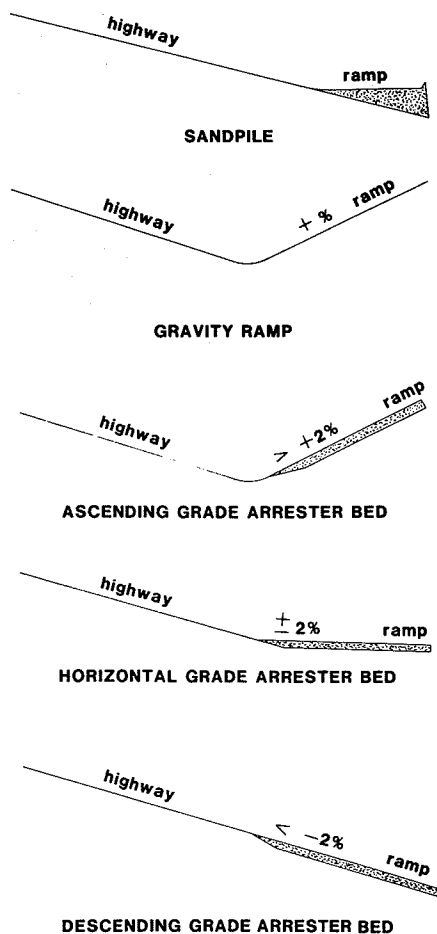 highway
ramp
SANDPILE
highway
+ % ramp
GRAVITY RAMP
highway
> +2% ramp
ASCENDING GRADE ARRESTER BED
highway
± 2% ramp
HORIZONTAL GRADE ARRESTER BED
highway
< -2% ramp
DESCENDING GRADE ARRESTER BED